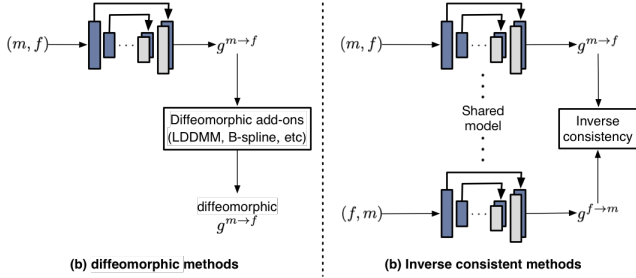 (m, f)
g^{m→f}
Diffeomorphic add-ons
(LDDMM, B-spline, etc)
diffeomorphic
g^{m→f}
(b) diffeomorphic methods
(m, f)
g^{m→f}
Shared
model
Inverse
consistency
(f, m)
g^{f→m}
(b) Inverse consistent methods